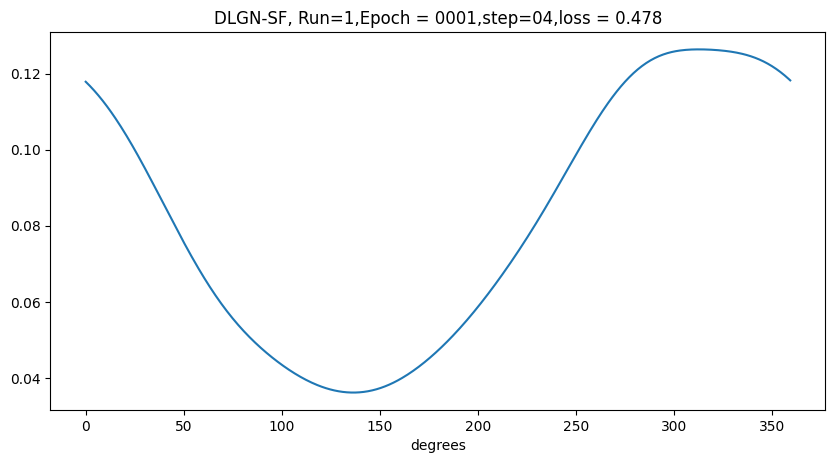 DLGN-SF, Run=1,Epoch = 0001,step=04,loss = 0.478
0.12
0.10
0.08
0.06
0.04
0 50 100 150 200 250 300 350
degrees